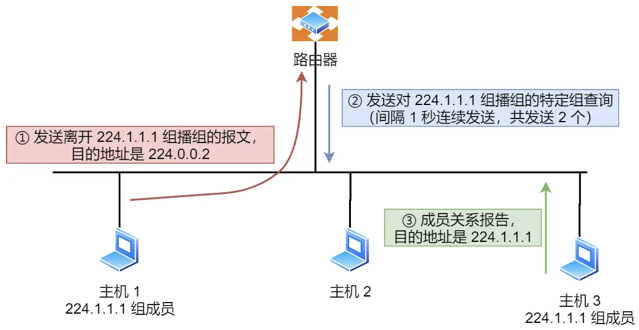 路由器
② 发送对 224.1.1.1 组播组的特定组查询
（间隔 1 秒连续发送，共发送 2 个）
① 发送离开 224.1.1.1 组播组的报文，
目的地址是 224.0.0.2
③ 成员关系报告，
目的地址是 224.1.1.1
主机 1
224.1.1.1 组成员
主机 2
主机 3
224.1.1.1 组成员